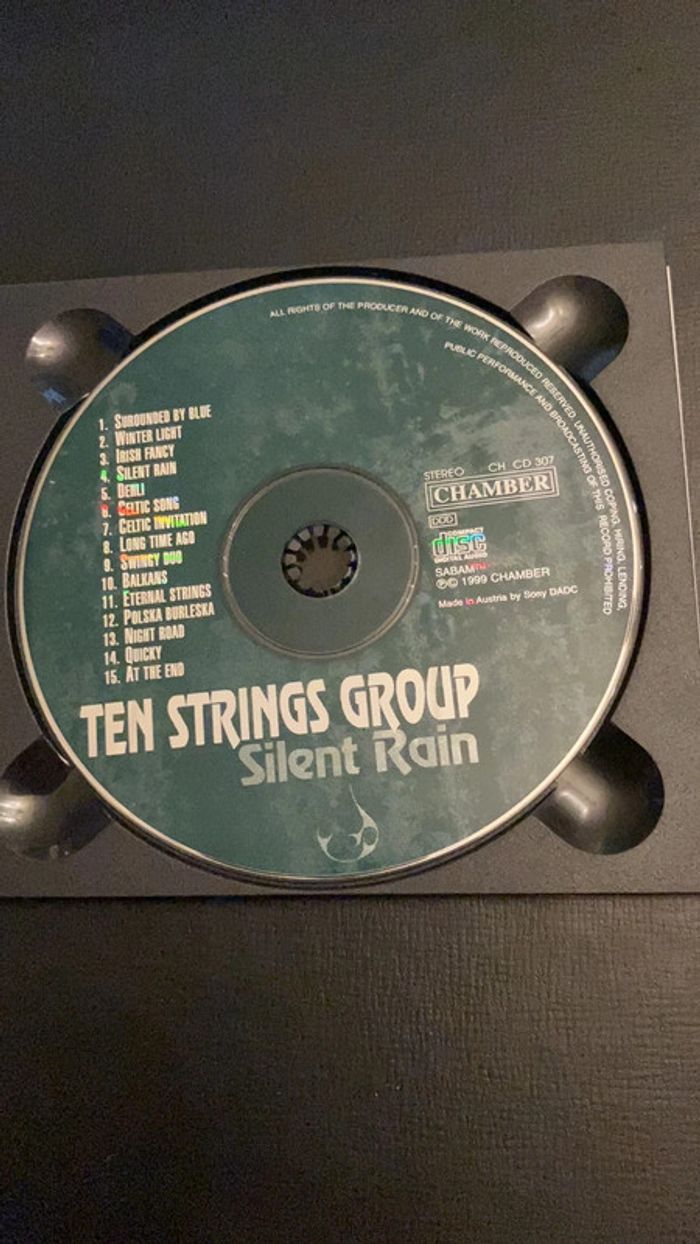 ALL RIGHTS OF THE PRODUCER AND OF THE WORK REPRODUCED RESERVED. UNAUTHORISED COPING, HIRING, LENDING,
PUBLIC PERFORMANCE AND BROADCASTING OF THIS RECORD PROHIBITED
1. SUROUNDED BY BLUE
2. WINTER LIGHT
3. IRISH FANCY
4. SILENT RAIN
5. DEHLI
6. CELTIC SONG
7. CELTIC INVITATION
8. LONG TIME AGO
9. SWINGY DUO
10. BALKANS
11. ETERNAL STRINGS
12. POLSKA BURLESKA
13. NIGHT ROAD
14. QUICKY
15. AT THE END
STEREO CH CD 307
CHAMBER
DDD
COMPACT
disc
DIGITAL AUDIO
SABAM
℗© 1999 CHAMBER
Made in Austria by Sony DADC
TEN STRINGS GROUP
Silent Rain